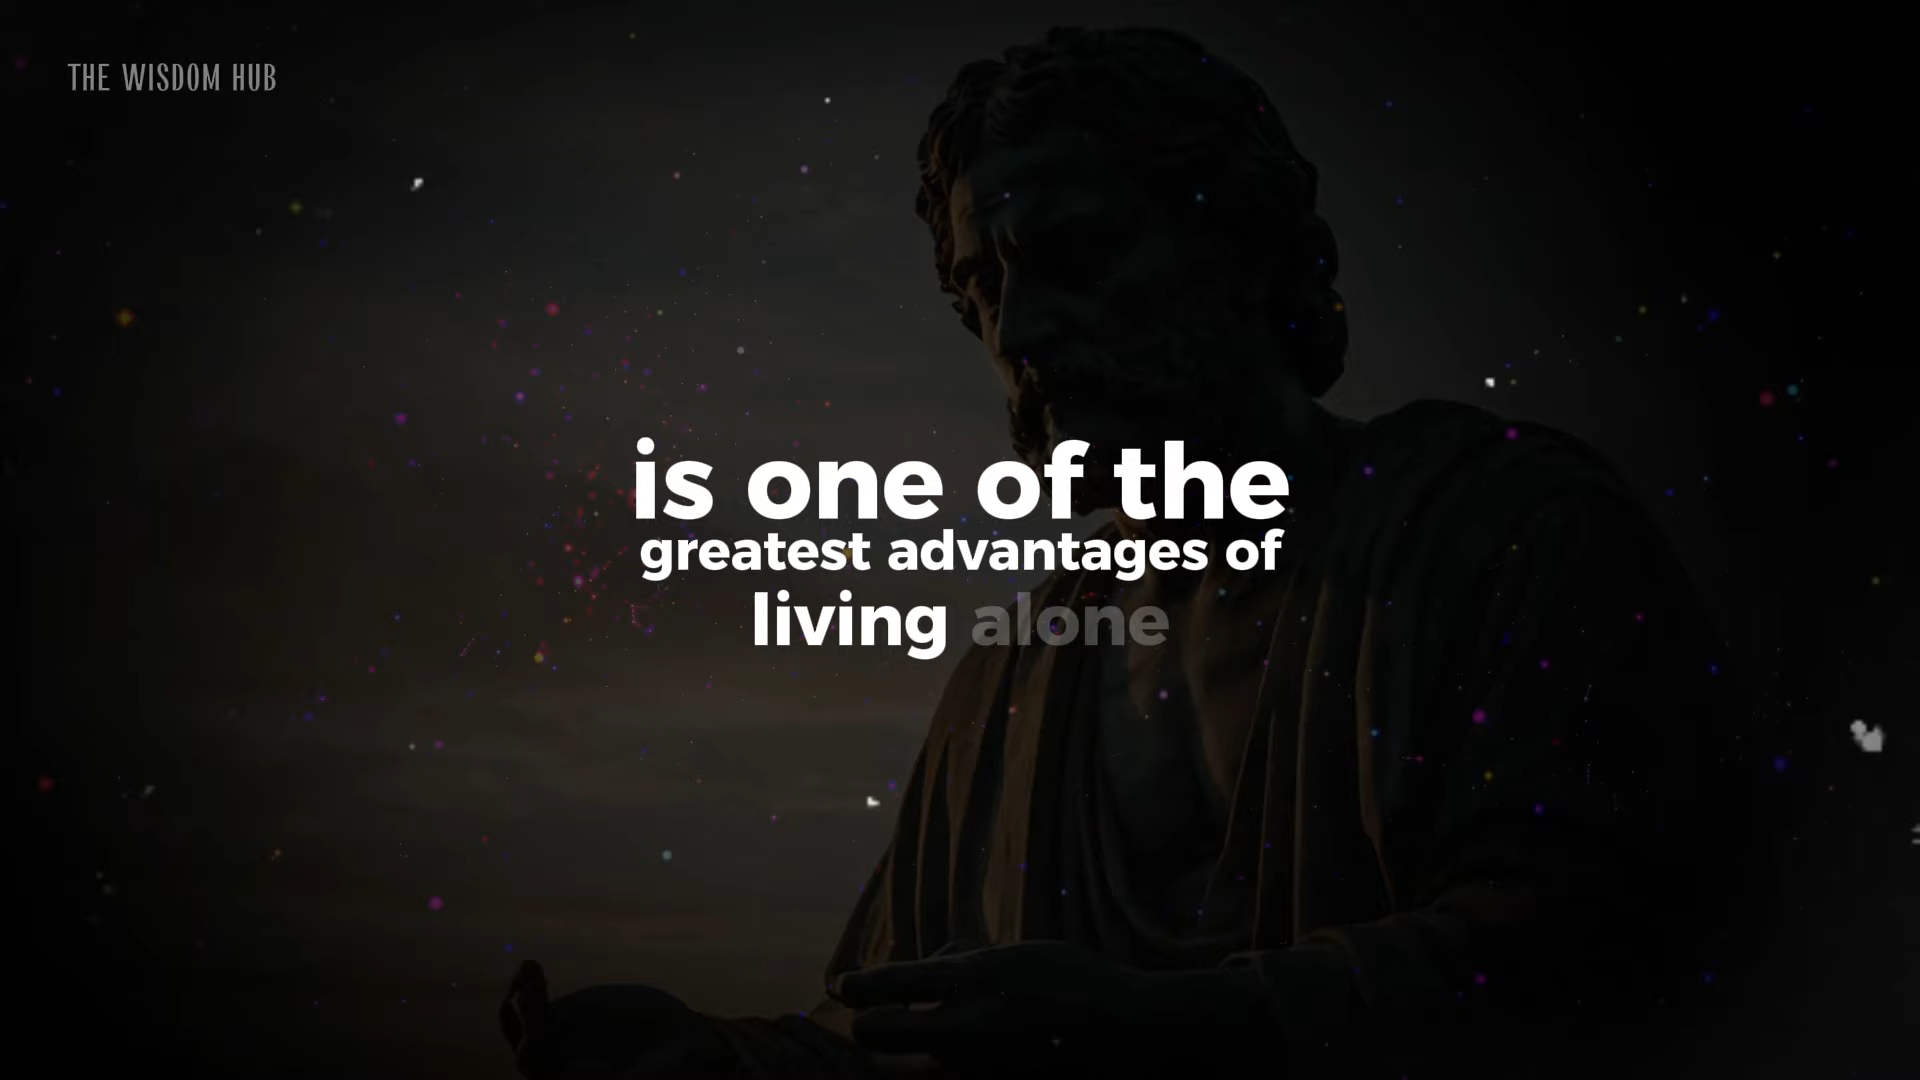 THE WISDOM HUB
is one of the
greatest advantages of
living alone